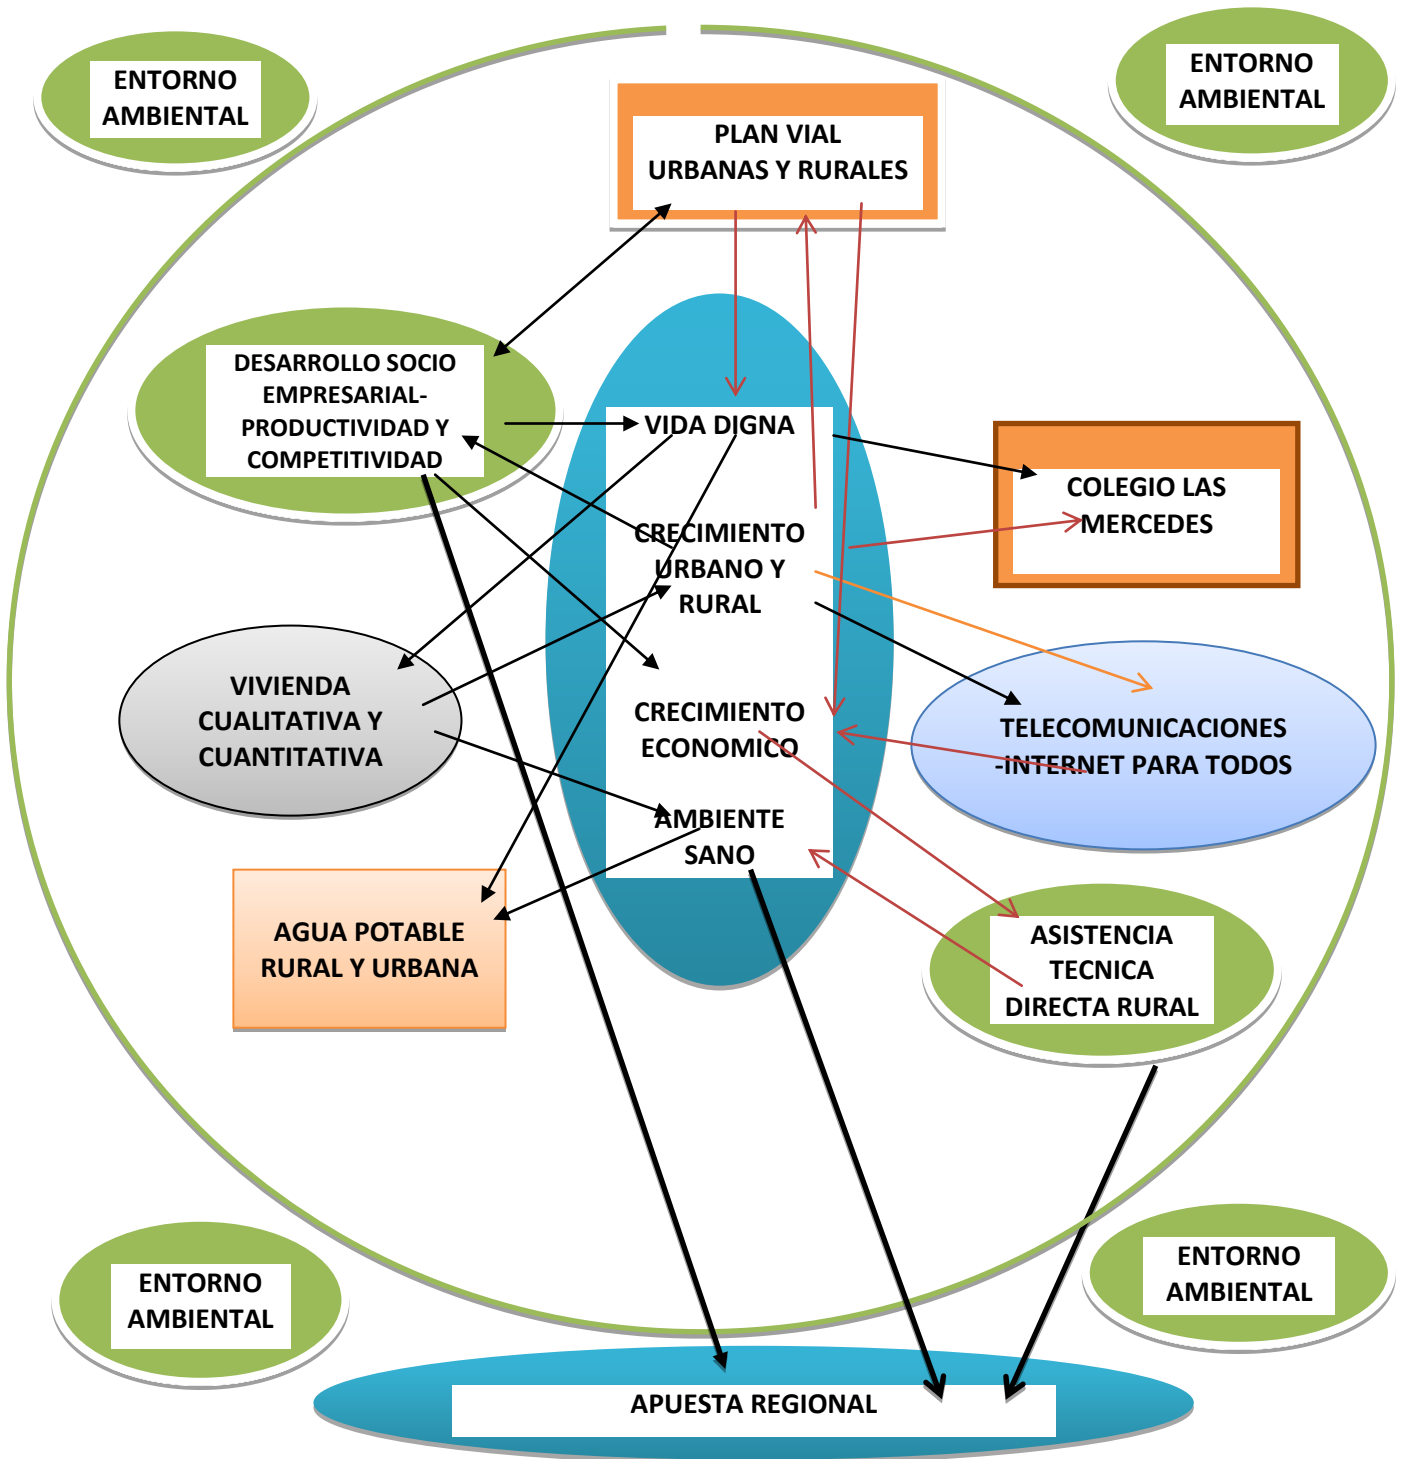 ENTORNO
AMBIENTAL
ENTORNO
AMBIENTAL
PLAN VIAL
URBANAS Y RURALES
DESARROLLO SOCIO
EMPRESARIAL-
PRODUCTIVIDAD Y
COMPETITIVIDAD
VIDA DIGNA
CRECIMIENTO
URBANO Y
RURAL
CRECIMIENTO
ECONOMICO
AMBIENTE
SANO
COLEGIO LAS
MERCEDES
VIVIENDA
CUALITATIVA Y
CUANTITATIVA
TELECOMUNICACIONES
-INTERNET PARA TODOS
AGUA POTABLE
RURAL Y URBANA
ASISTENCIA
TECNICA
DIRECTA RURAL
ENTORNO
AMBIENTAL
ENTORNO
AMBIENTAL
APUESTA REGIONAL